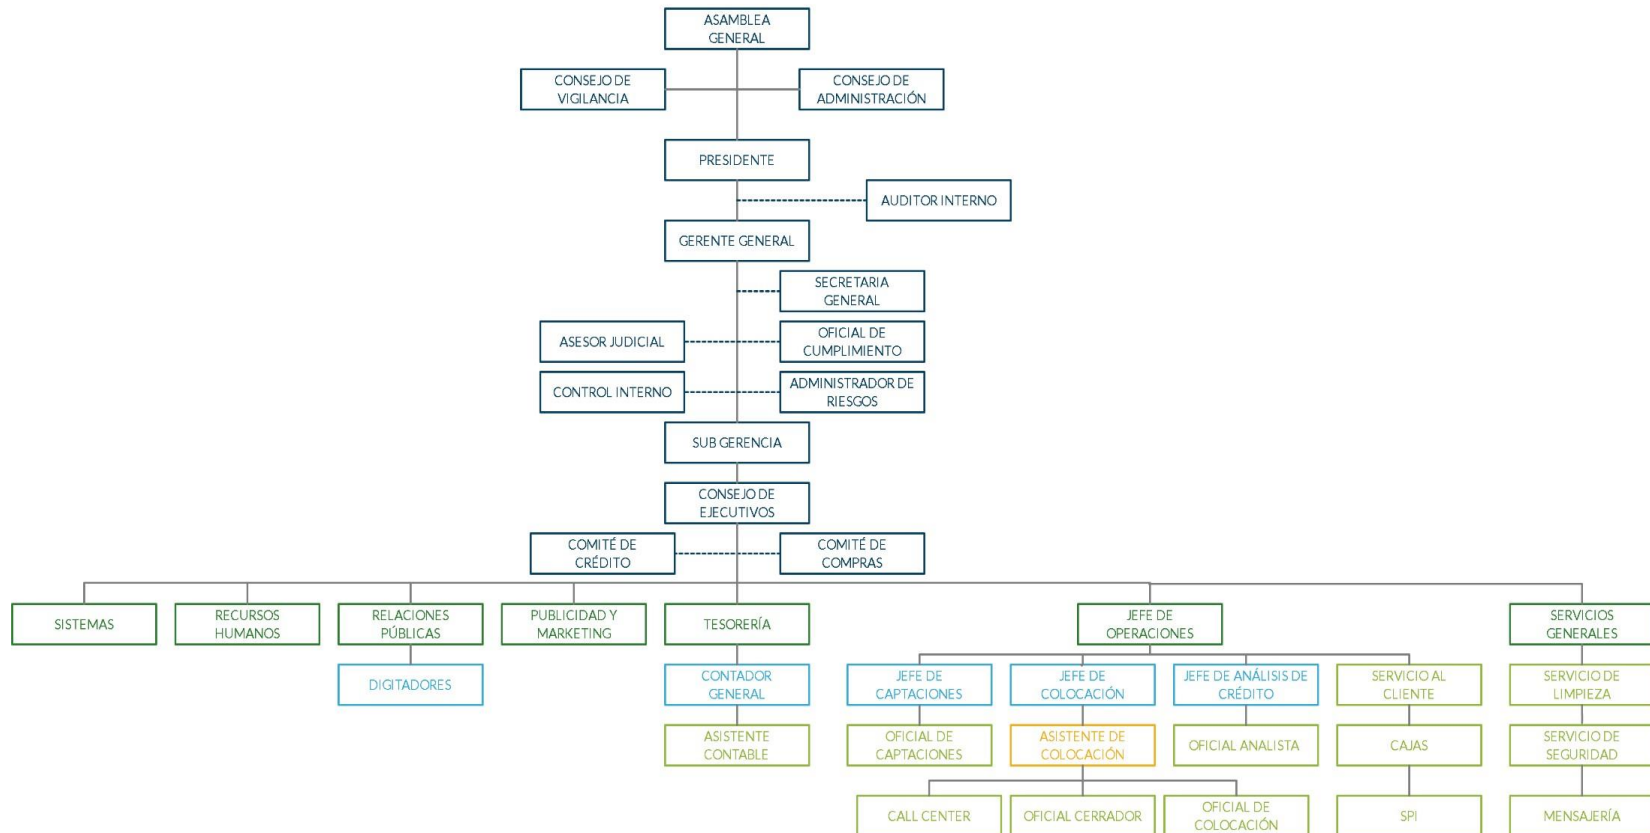 ASAMBLEA
GENERAL
CONSEJO DE
VIGILANCIA
CONSEJO DE
ADMINISTRACIÓN
PRESIDENTE
AUDITOR INTERNO
GERENTE GENERAL
SECRETARIA
GENERAL
ASESOR JUDICIAL
OFICIAL DE
CUMPLIMIENTO
CONTROL INTERNO
ADMINISTRADOR DE
RIESGOS
SUB GERENCIA
CONSEJO DE
EJECUTIVOS
COMITÉ DE
CRÉDITO
COMITÉ DE
COMPRAS
SISTEMAS
RECURSOS
HUMANOS
RELACIONES
PÚBLICAS
PUBLICIDAD Y
MARKETING
TESORERÍA
JEFE DE
OPERACIONES
SERVICIOS
GENERALES
DIGITADORES
CONTADOR
GENERAL
JEFE DE
CAPTACIONES
JEFE DE
COLOCACIÓN
JEFE DE ANÁLISIS DE
CRÉDITO
SERVICIO AL
CLIENTE
SERVICIO DE
LIMPIEZA
ASISTENTE
CONTABLE
OFICIAL DE
CAPTACIONES
ASISTENTE DE
COLOCACIÓN
OFICIAL ANALISTA
CAJAS
SERVICIO DE
SEGURIDAD
CALL CENTER
OFICIAL CERRADOR
OFICIAL DE
COLOCACIÓN
SPI
MENSAJERÍA